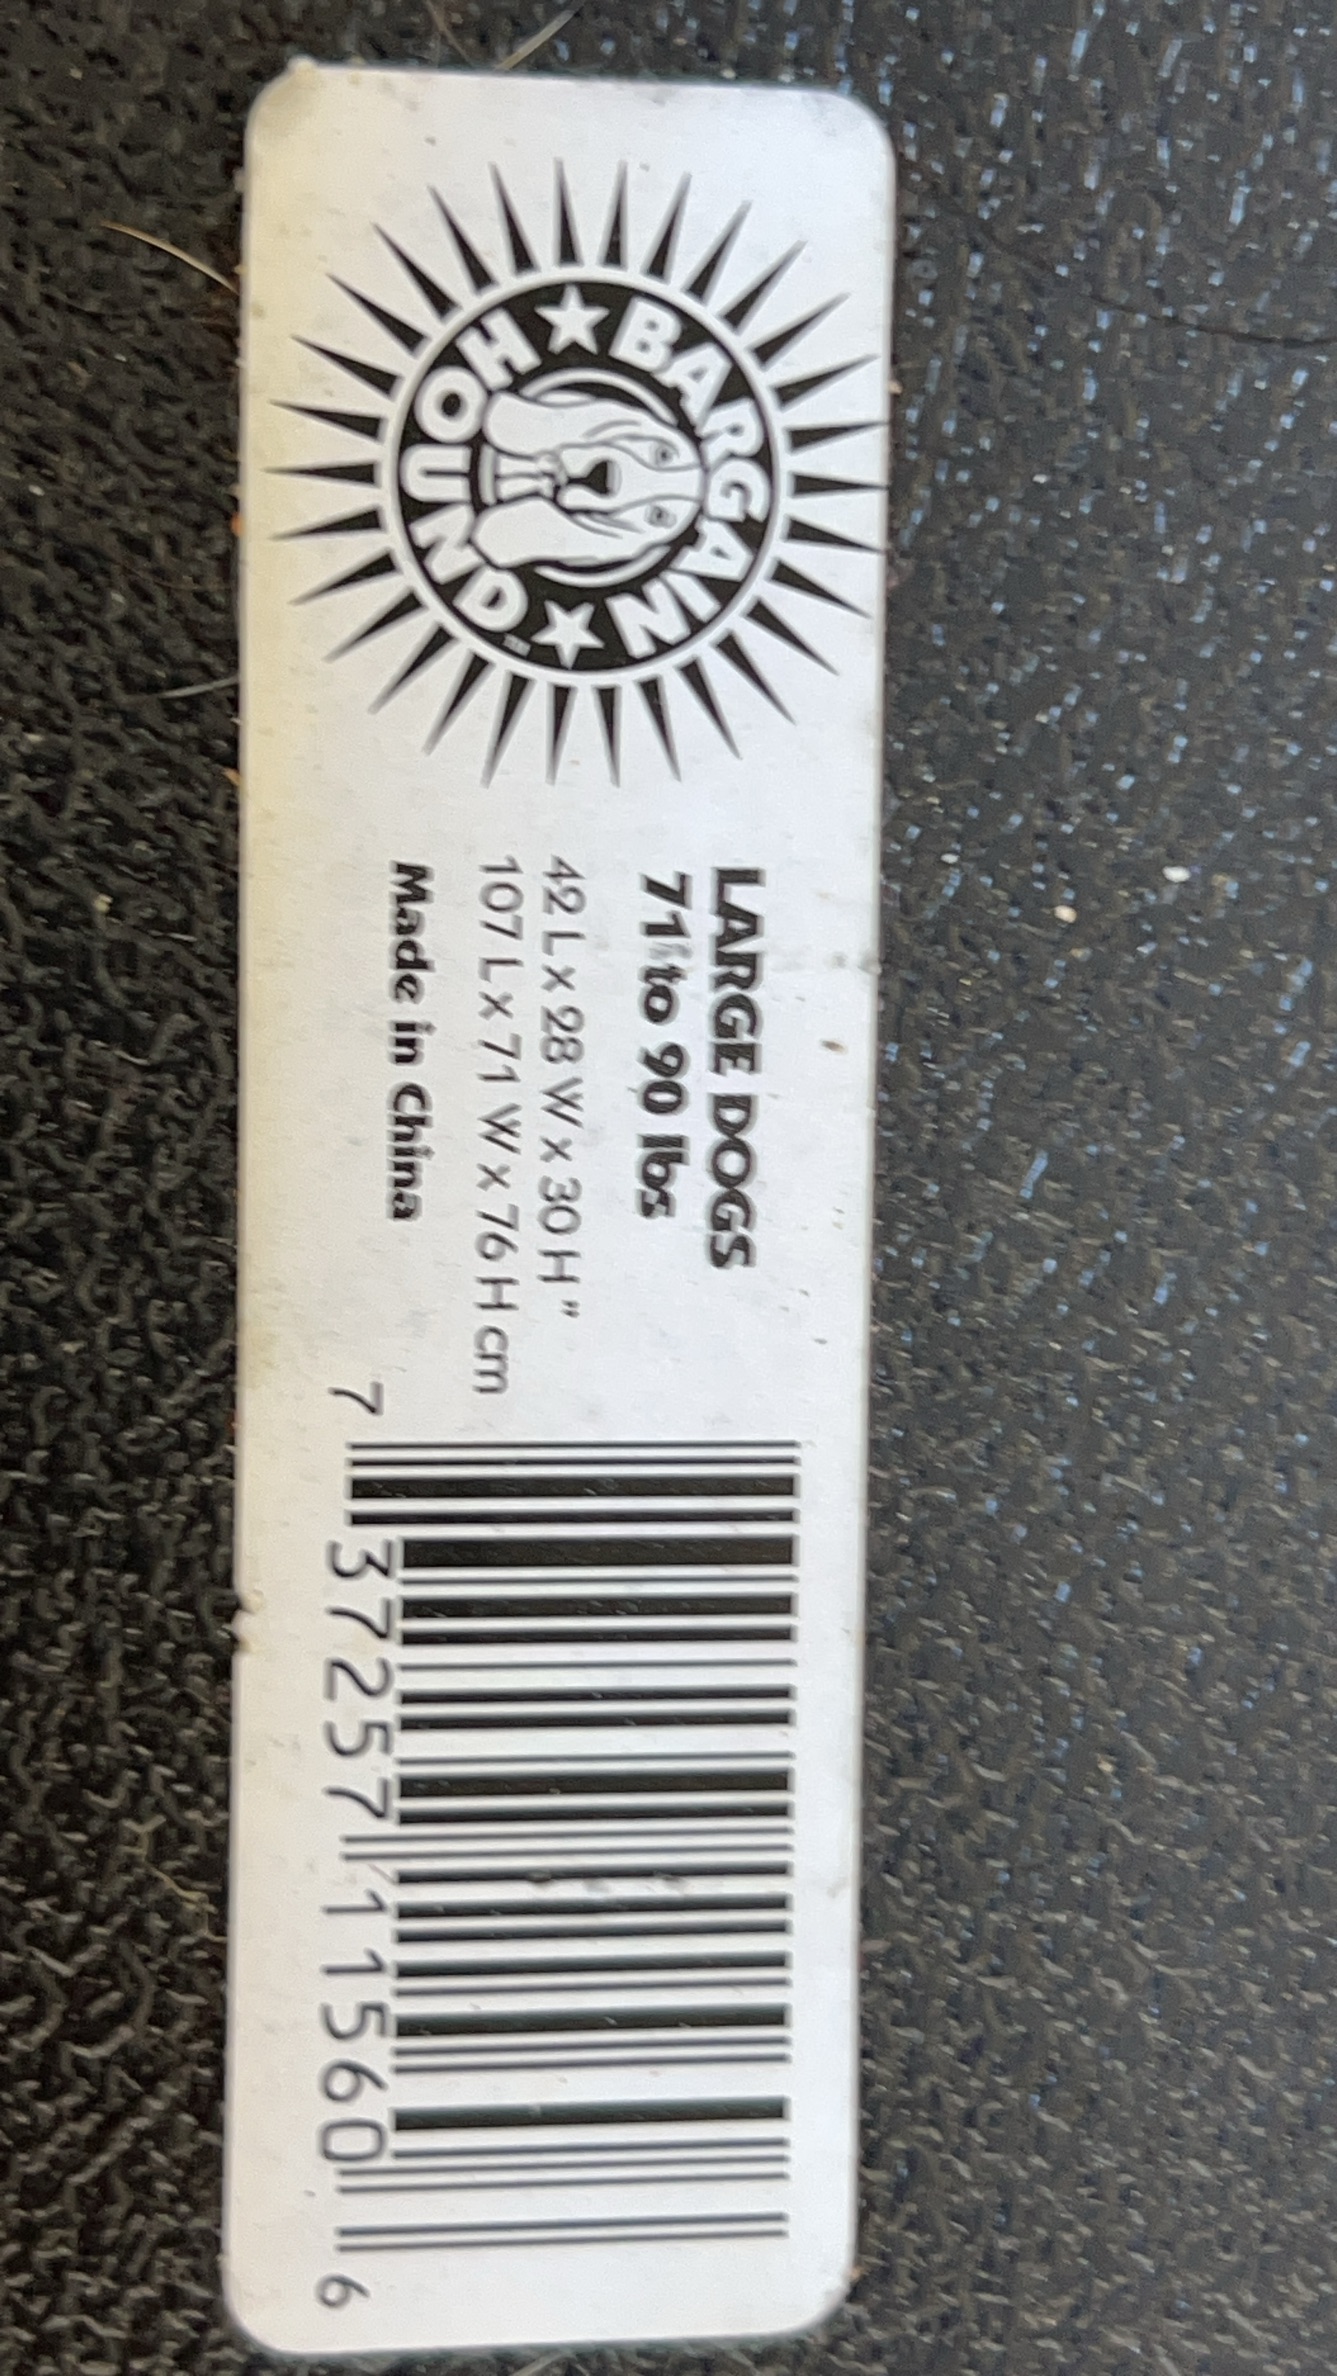 BARGAIN
HOUND™
LARGE DOGS
71 to 90 lbs
42 L x 28 W x 30 H "
107 L x 71 W x 76 H cm
Made in China
7 37257 11560 6